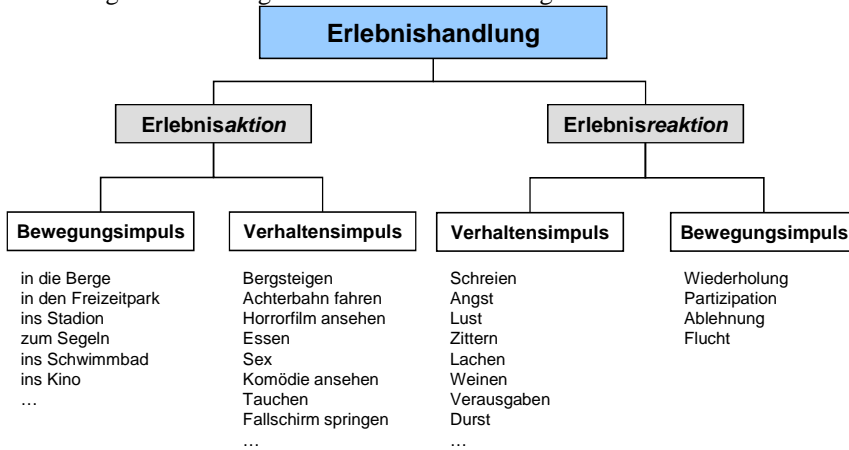 Erlebnishandlung
Erlebnisaktion
Erlebnisreaktion
Bewegungsimpuls
Verhaltensimpuls
Verhaltensimpuls
Bewegungsimpuls
in die Berge
in den Freizeitpark
ins Stadion
zum Segeln
ins Schwimmbad
ins Kino
…
Bergsteigen
Achterbahn fahren
Horrorfilm ansehen
Essen
Sex
Komödie ansehen
Tauchen
Fallschirm springen
…
Schreien
Angst
Lust
Zittern
Lachen
Weinen
Verausgaben
Durst
…
Wiederholung
Partizipation
Ablehnung
Flucht